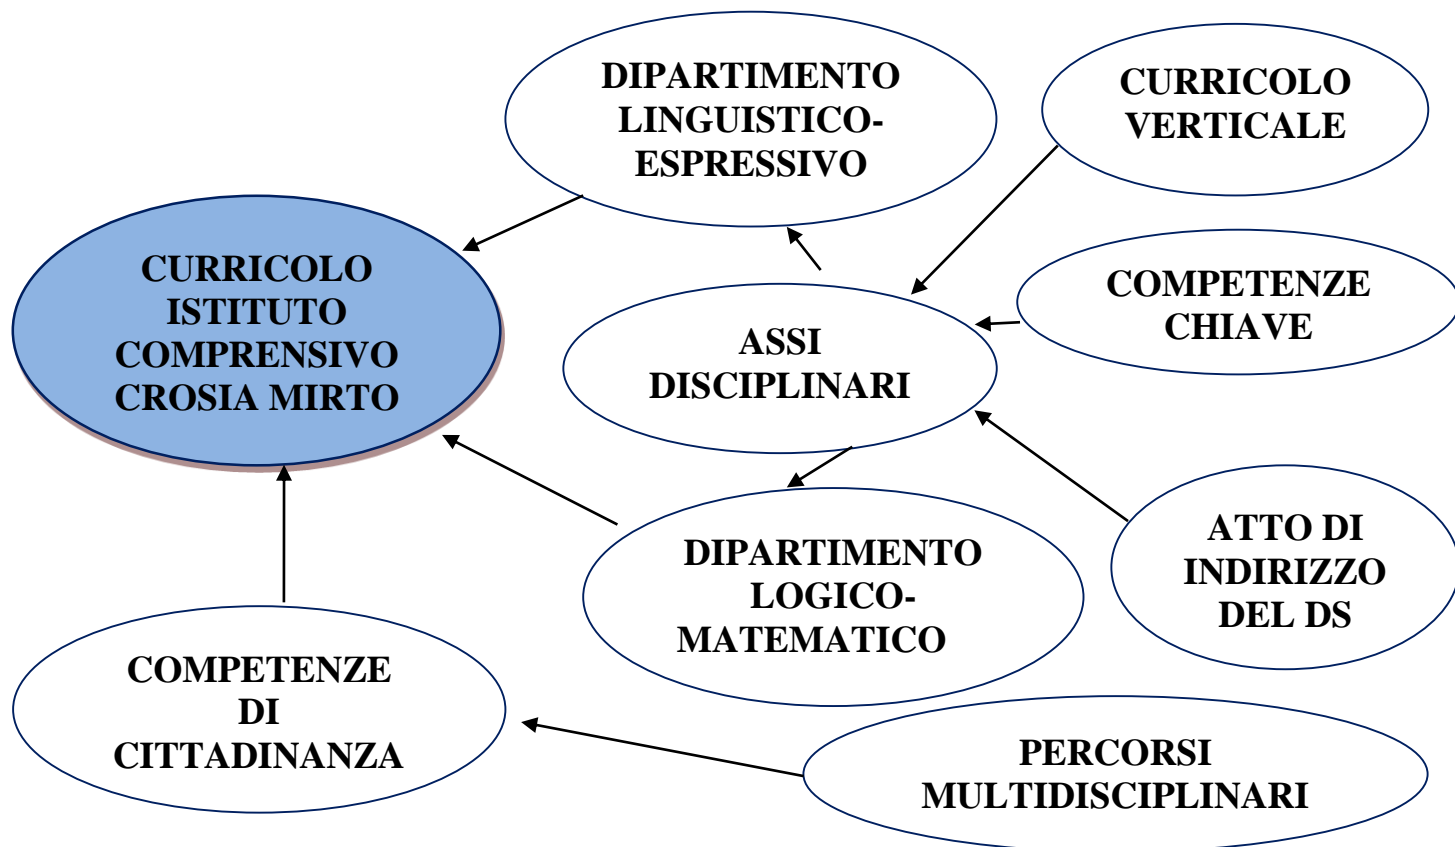 DIPARTIMENTO
LINGUISTICO-
ESPRESSIVO
CURRICOLO
VERTICALE
CURRICOLO
ISTITUTO
COMPRENSIVO
CROSIA MIRTO
COMPETENZE
CHIAVE
ASSI
DISCIPLINARI
ATTO DI
INDIRIZZO
DEL DS
DIPARTIMENTO
LOGICO-
MATEMATICO
COMPETENZE
DI
CITTADINANZA
PERCORSI
MULTIDISCIPLINARI